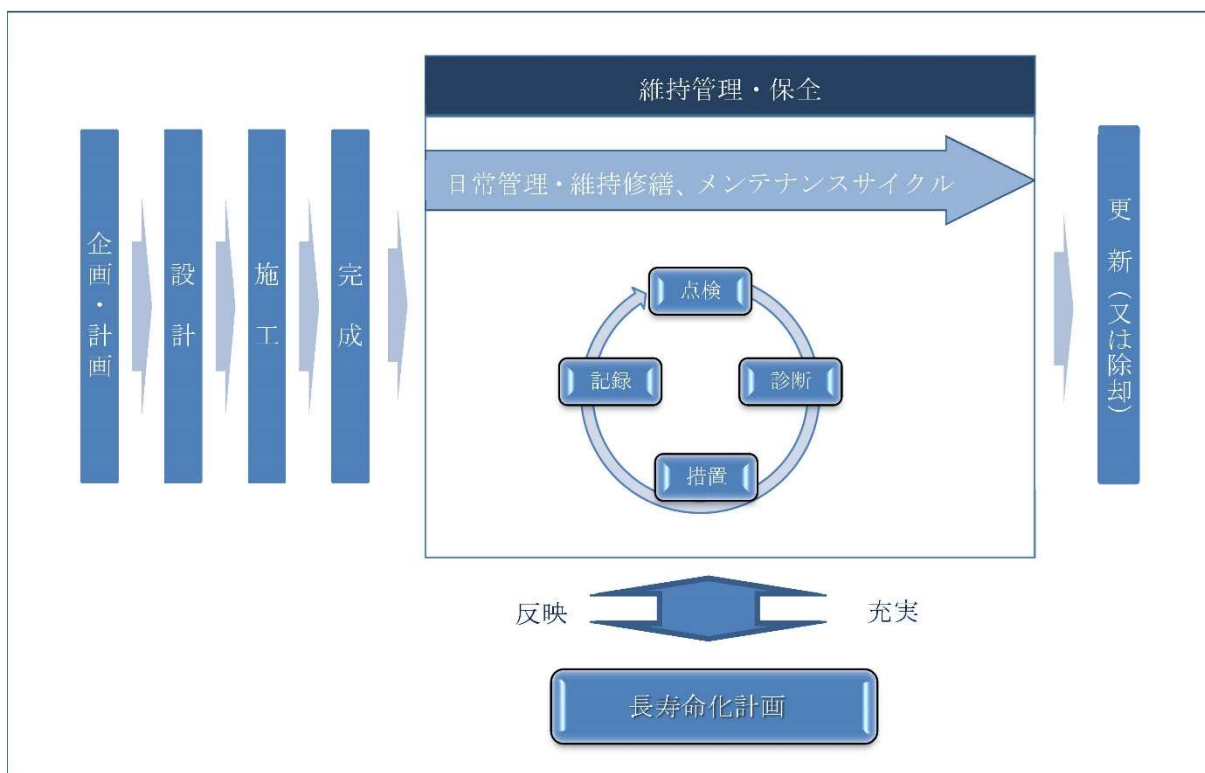 維持管理・保全
企画・計画
設計
施工
完成
日常管理・維持修繕、メンテナンスサイクル
点検
診断
措置
記録
更新（又は除却）
反映
充実
長寿命化計画